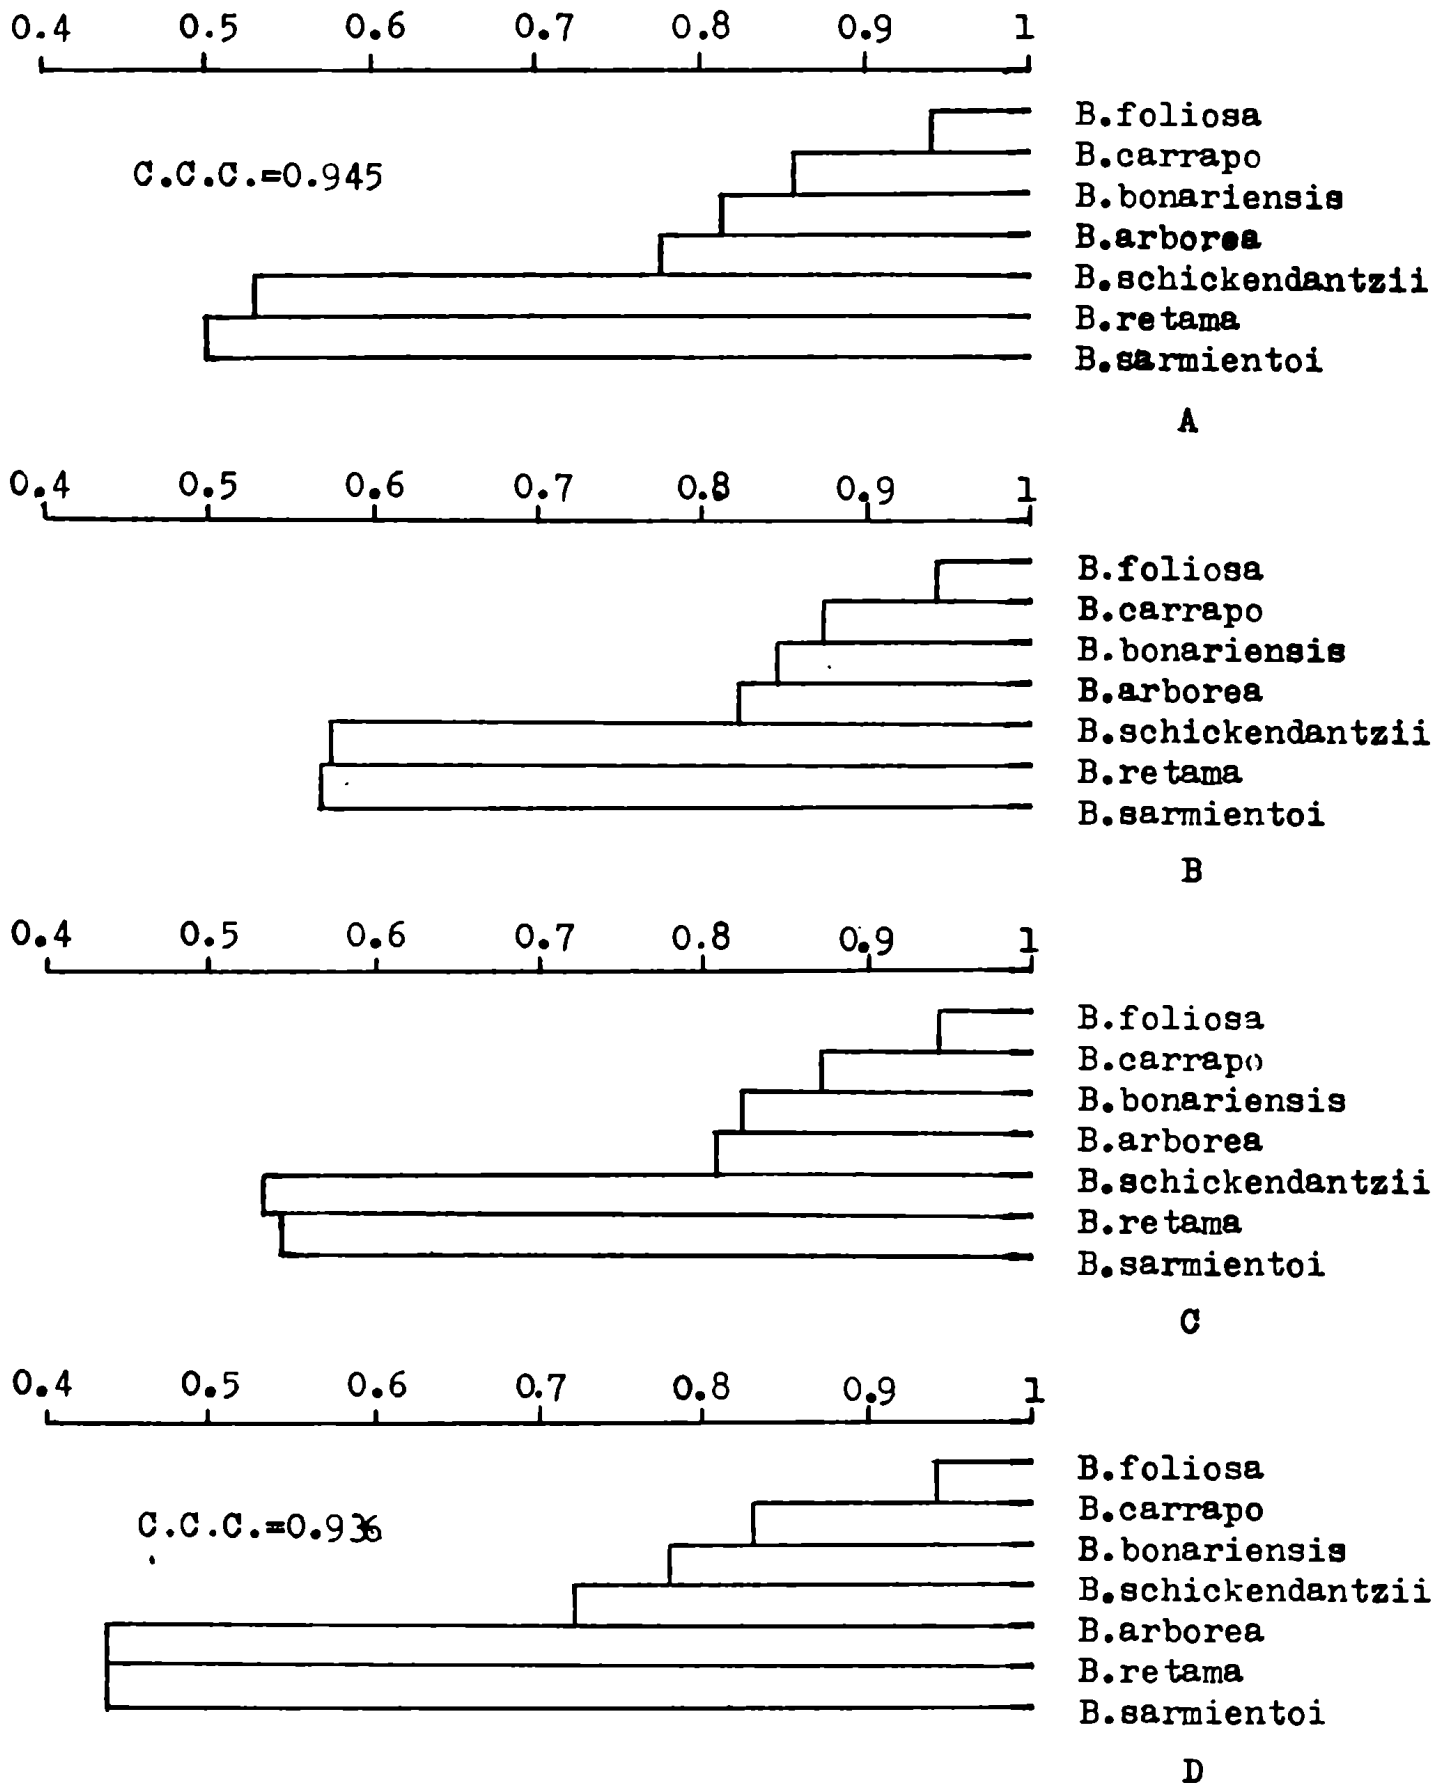 0.4 0.5 0.6 0.7 0.8 0.9 1
B.foliosa
C.C.C.=0.945
B.carrapo
B.bonariensis
B.arborea
B.schickendantzii
B.retama
B.sarmientoi
A
0.4 0.5 0.6 0.7 0.8 0.9 1
B.foliosa
B.carrapo
B.bonariensis
B.arborea
B.schickendantzii
B.retama
B.sarmientoi
B
0.4 0.5 0.6 0.7 0.8 0.9 1
B.foliosa
B.carrapo
B.bonariensis
B.arborea
B.schickendantzii
B.retama
B.sarmientoi
C
0.4 0.5 0.6 0.7 0.8 0.9 1
B.foliosa
B.carrapo
C.C.C.=0.936
B.bonariensis
B.schickendantzii
B.arborea
B.retama
B.sarmientoi
D